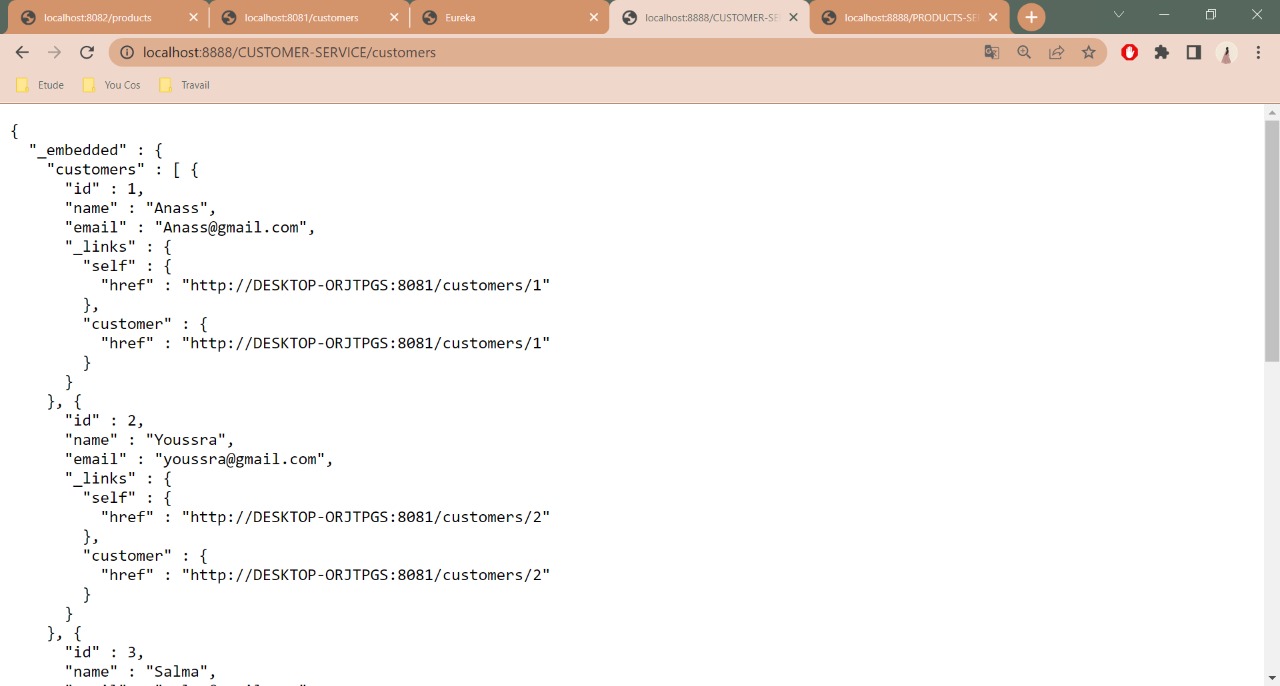 localhost:8082/products
localhost:8081/customers
Eureka
localhost:8888/CUSTOMER-SE
localhost:8888/PRODUCTS-SE
localhost:8888/CUSTOMER-SERVICE/customers
Etude
You Cos
Travail
{
"_embedded" : {
"customers" : [ {
"id" : 1,
"name" : "Anass",
"email" : "Anass@gmail.com",
"_links" : {
"self" : {
"href" : "http://DESKTOP-ORJTPGS:8081/customers/1"
},
"customer" : {
"href" : "http://DESKTOP-ORJTPGS:8081/customers/1"
}
}
}, {
"id" : 2,
"name" : "Youssra",
"email" : "youssra@gmail.com",
"_links" : {
"self" : {
"href" : "http://DESKTOP-ORJTPGS:8081/customers/2"
},
"customer" : {
"href" : "http://DESKTOP-ORJTPGS:8081/customers/2"
}
}
}, {
"id" : 3,
"name" : "Salma",